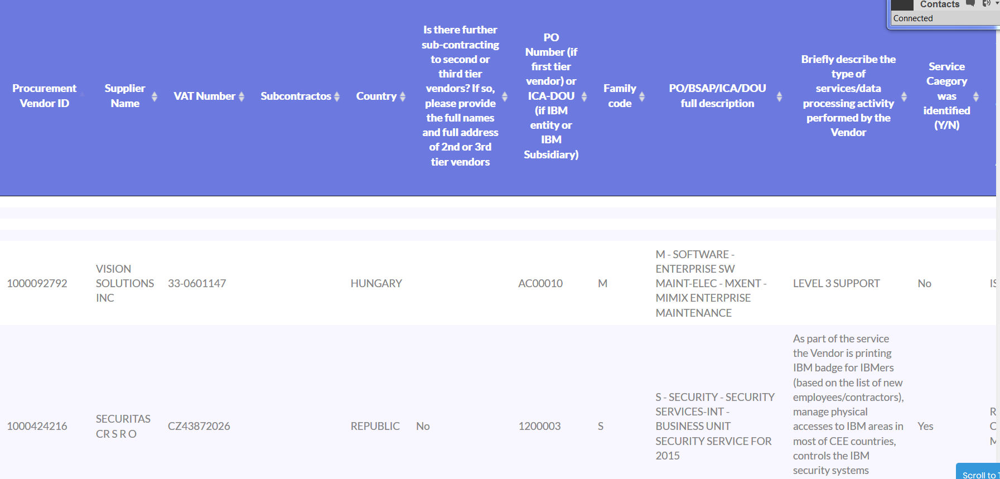 Contacts
Connected
Procurement
Vendor ID
Supplier
Name
VAT Number
Subcontractos
Country
Is there further
sub-contracting
to second or
third tier
vendors? If so,
please provide
the full names
and full address
of 2nd or 3rd
tier vendors
PO
Number (if
first tier
vendor) or
ICA-DOU
(if IBM
entity or
IBM
Subsidiary)
Family
code
PO/BSAP/ICA/DOU
full description
Briefly describe the
type of
services/data
processing activity
performed by the
Vendor
Service
Caegory
was
identified
(Y/N)
1000092792
VISION
SOLUTIONS
INC
33-0601147
HUNGARY
AC00010
M
M - SOFTWARE -
ENTERPRISE SW
MAINT-ELEC - MXENT -
MIMIX ENTERPRISE
MAINTENANCE
LEVEL 3 SUPPORT
No
1000424216
SECURITAS
CR S R O
CZ43872026
REPUBLIC
No
1200003
S
S - SECURITY - SECURITY
SERVICES-INT -
BUSINESS UNIT
SECURITY SERVICE FOR
2015
As part of the service
the Vendor is printing
IBM badge for IBMers
(based on the list of new
employees/contractors),
manage physical
accesses to IBM areas in
most of CEE countries,
controls the IBM
security systems
Yes
Scroll to